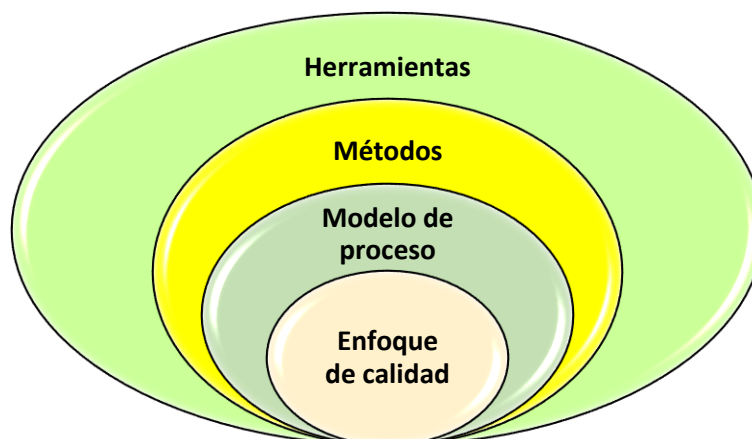 Herramientas
Métodos
Modelo de
proceso
Enfoque
de calidad